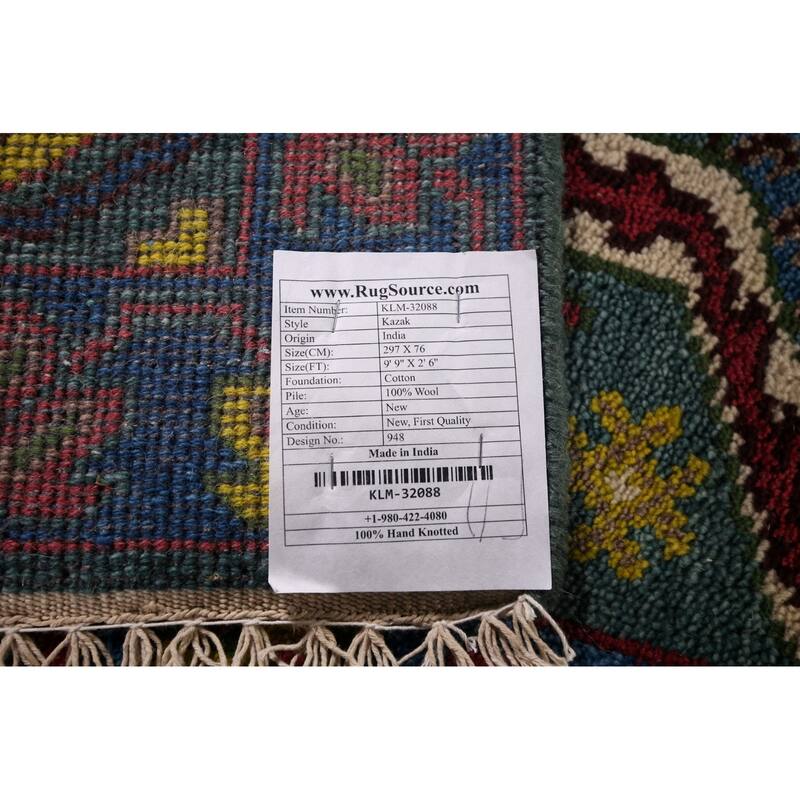 www.RugSource.com
Item Number: KLM-32088
Style Kazak
Origin India
Size(CM): 297 X 76
Size(FT): 9' 9" X 2' 6"
Foundation: Cotton
Pile: 100% Wool
Age: New
Condition: New, First Quality
Design No.: 948
Made in India
KLM-32088
+1-980-422-4080
100% Hand Knotted